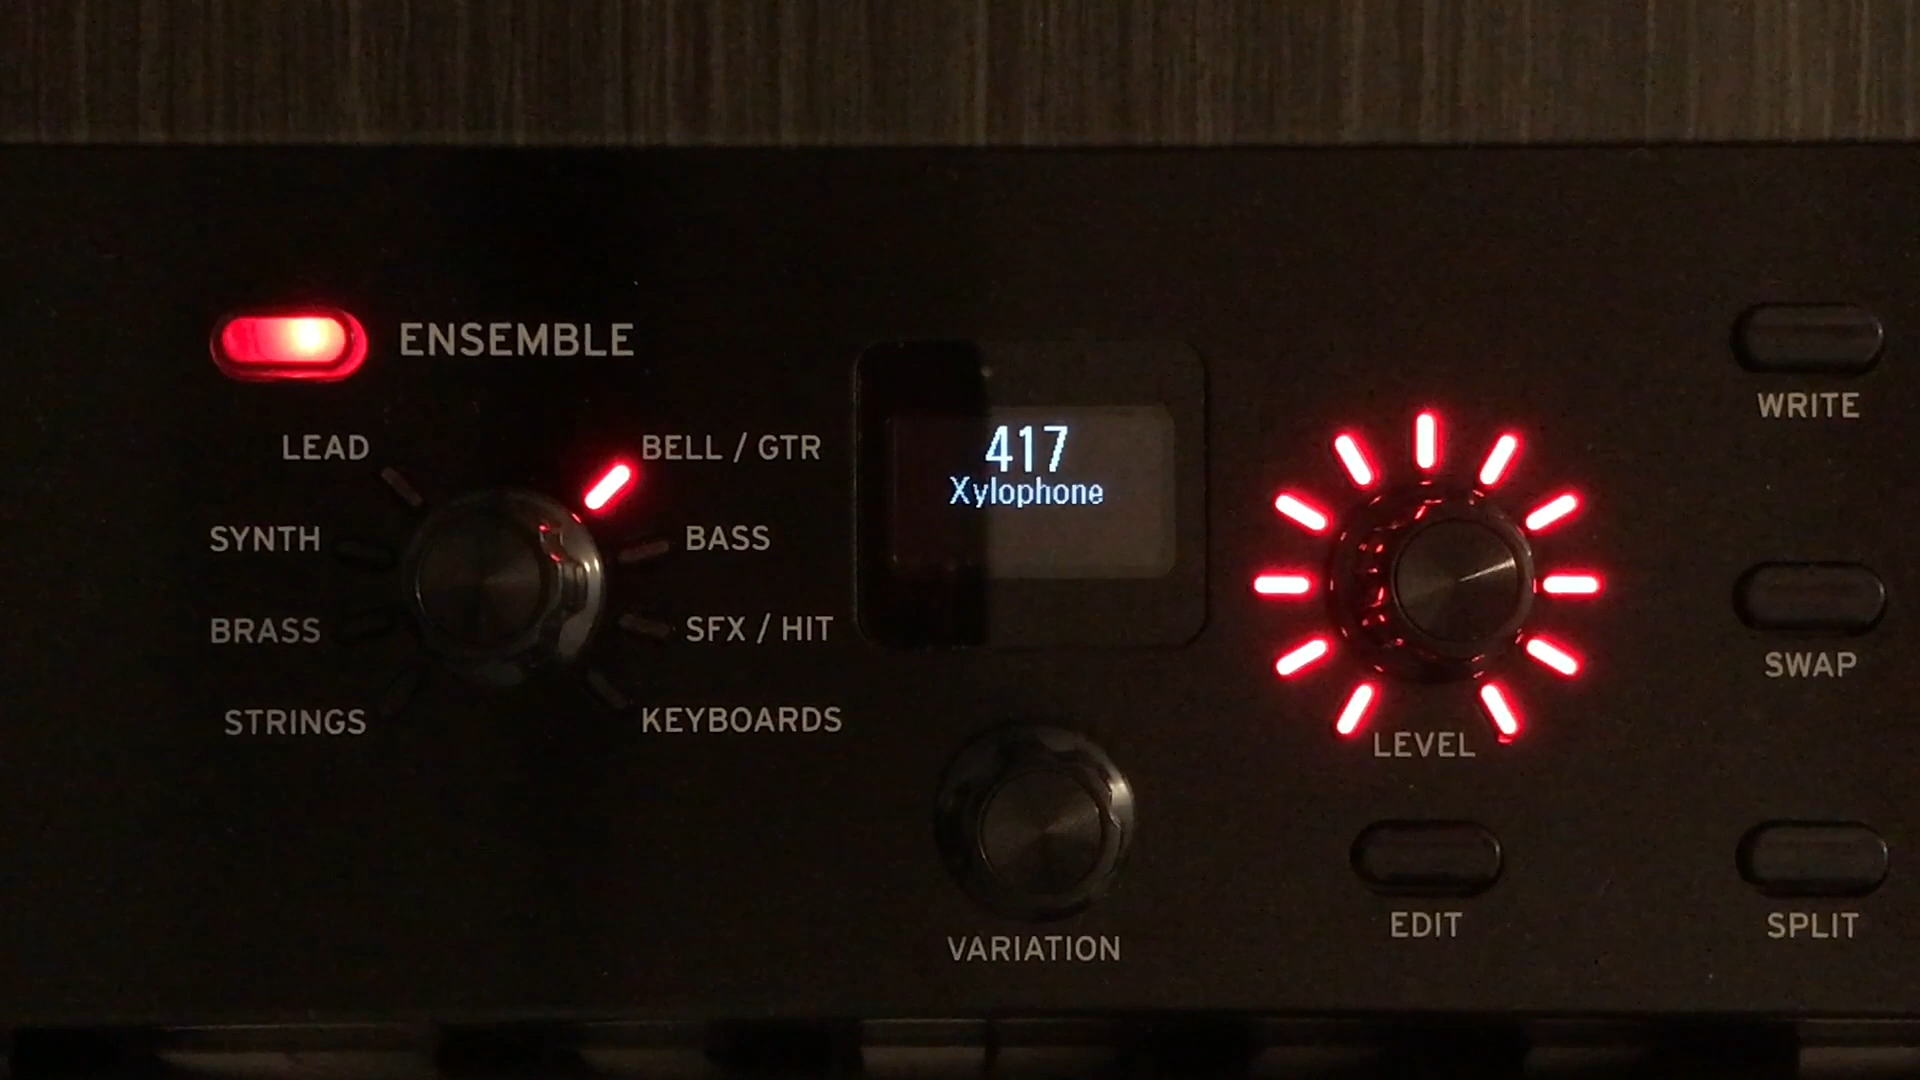 ENSEMBLE
LEAD
BELL / GTR
SYNTH
BASS
BRASS
SFX / HIT
STRINGS
KEYBOARDS
417
Xylophone
VARIATION
LEVEL
EDIT
WRITE
SWAP
SPLIT